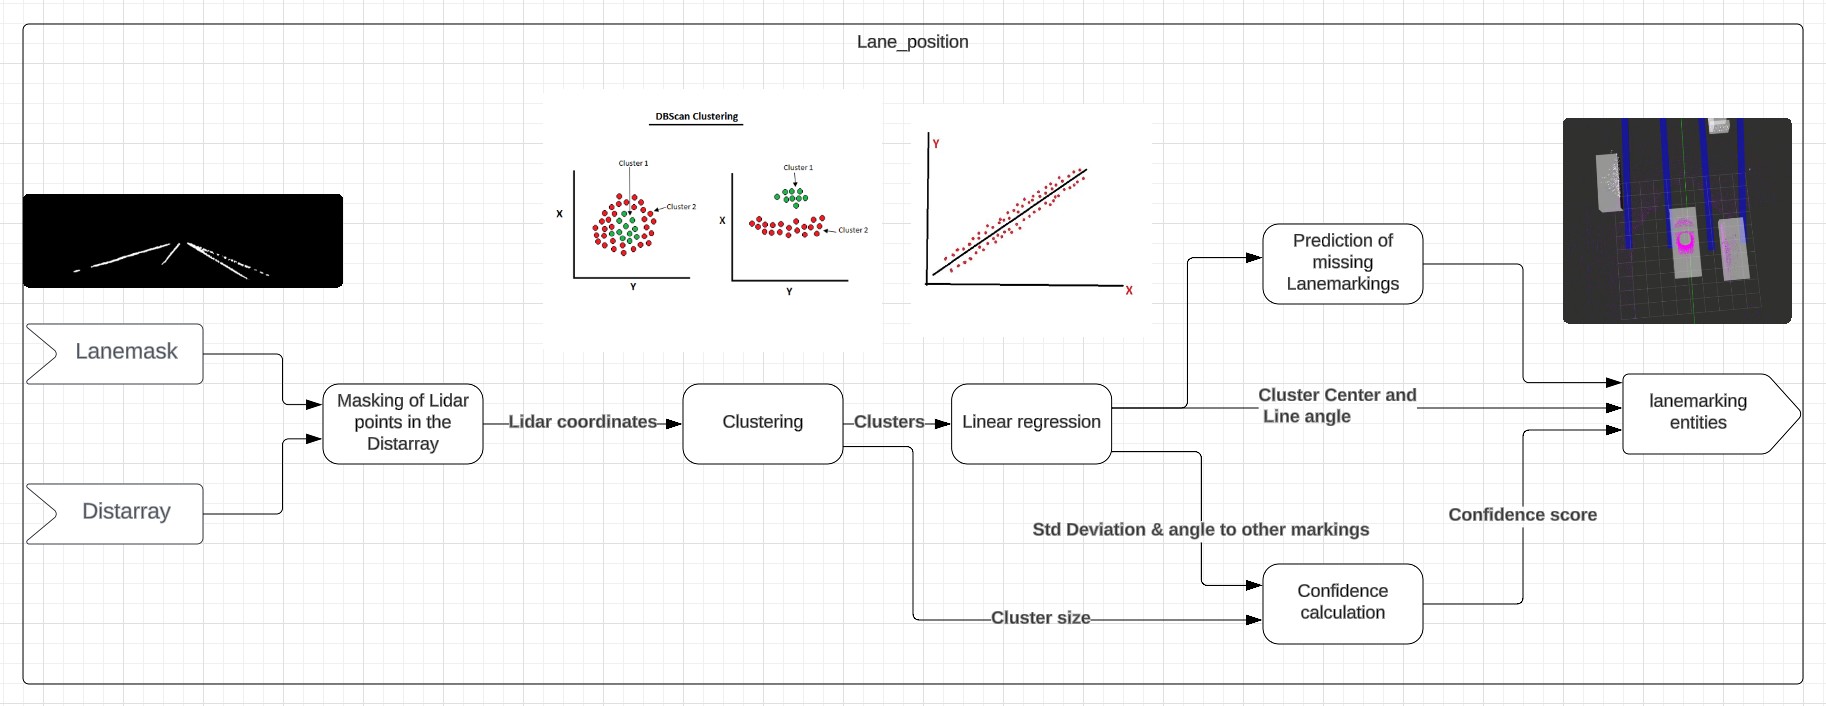 Lane_position
DBScan Clustering
Cluster 1
Cluster 2
X
Y
Cluster 1
Cluster 2
X
Y
Y
X
Lanemask
Distarray
Masking of Lidar
points in the
Distarray
Lidar coordinates
Clustering
Clusters
Linear regression
Prediction of
missing
Lanemarkings
Cluster Center and
Line angle
lanemarking
entities
Std Deviation & angle to other markings
Confidence score
Cluster size
Confidence
calculation